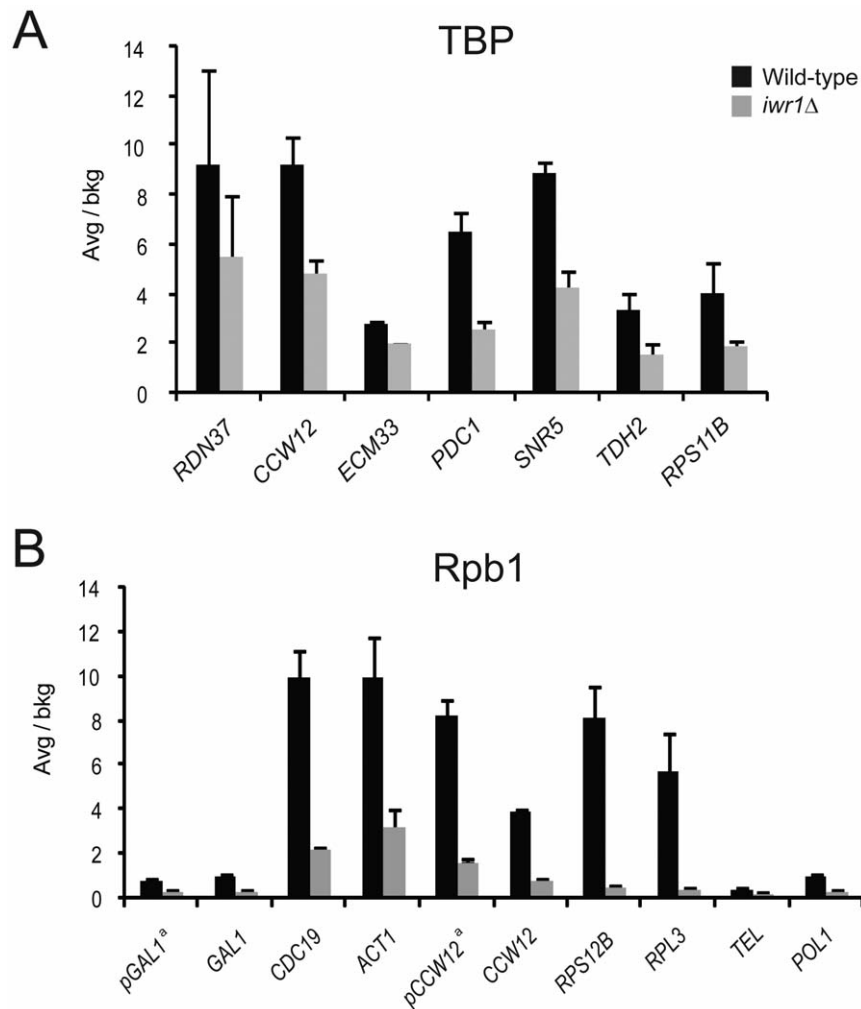 A
TBP
14
12
10
8
6
4
2
0
Avg / bkg
Wild-type
iwr1Δ
RDN37
CCW12
ECM33
PDC1
SNR5
TDH2
RPS11B
B
Rpb1
14
12
10
8
6
4
2
0
Avg / bkg
pGAL1ᵃ
GAL1
CDC19
ACT1
pCCW12ᵃ
CCW12
RPS12B
RPL3
TEL
POL1